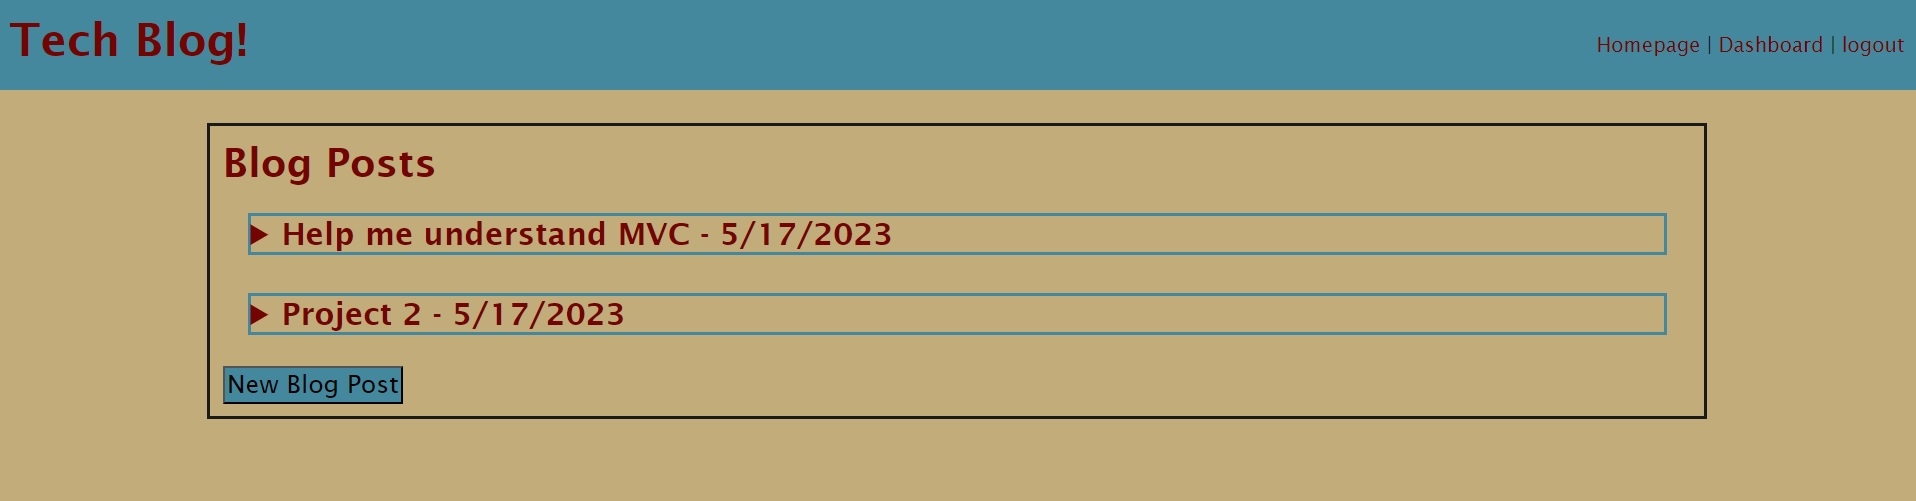 Tech Blog!
Homepage | Dashboard | logout
Blog Posts
Help me understand MVC - 5/17/2023
Project 2 - 5/17/2023
New Blog Post